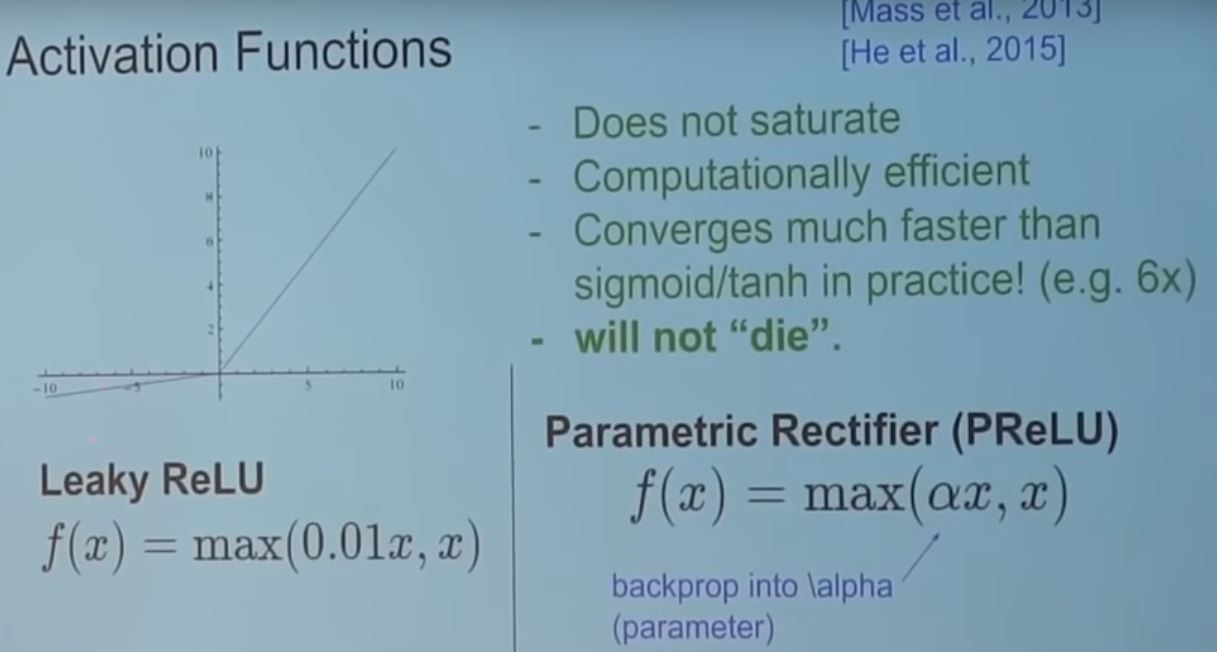 [Mass et al., 2013]
[He et al., 2015]
Activation Functions
- Does not saturate
- Computationally efficient
- Converges much faster than
sigmoid/tanh in practice! (e.g. 6x)
- will not “die”.
10
8
6
4
2
-10
-5
5
10
Leaky ReLU
f(x) = max(0.01x, x)
Parametric Rectifier (PReLU)
f(x) = max(αx, x)
backprop into \alpha
(parameter)